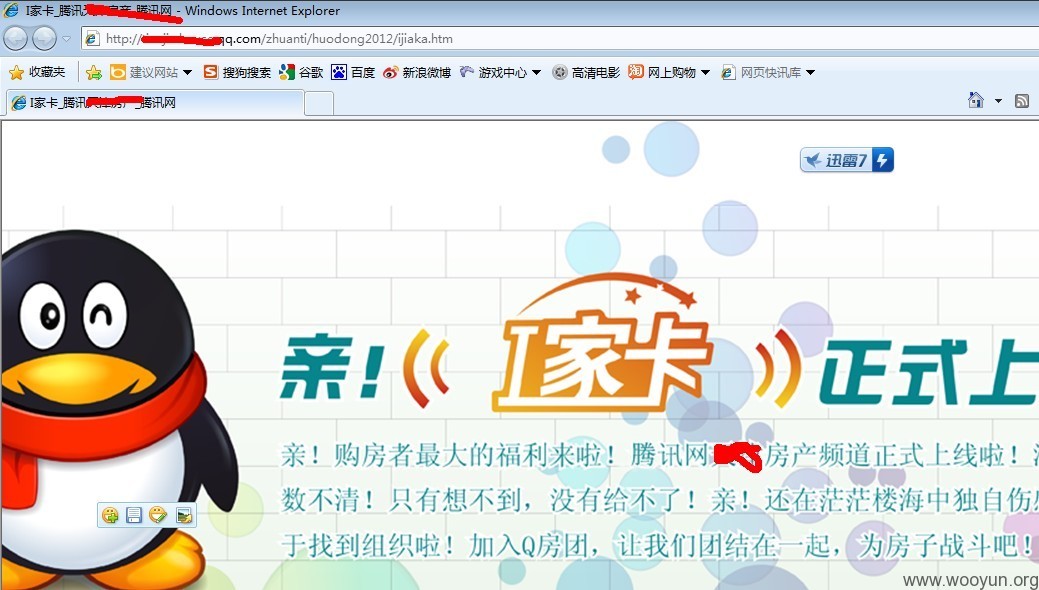 I家卡_腾讯 腾讯网 - Windows Internet Explorer
http:// qq.com/zhuanti/huodong2012/ijiaka.htm
收藏夹 建议网站 搜狗搜索 谷歌 百度 新浪微博 游戏中心 高清电影 网上购物 网页快讯库
I家卡_腾讯 腾讯网
迅雷7
亲! I家卡 正式上
亲！购房者最大的福利来啦！腾讯网 房产频道正式上线啦！
数不清！只有想不到，没有给不了！亲！还在茫茫楼海中独自伤
于找到组织啦！加入Q房团，让我们团结在一起，为房子战斗吧！
www.wooyun.org